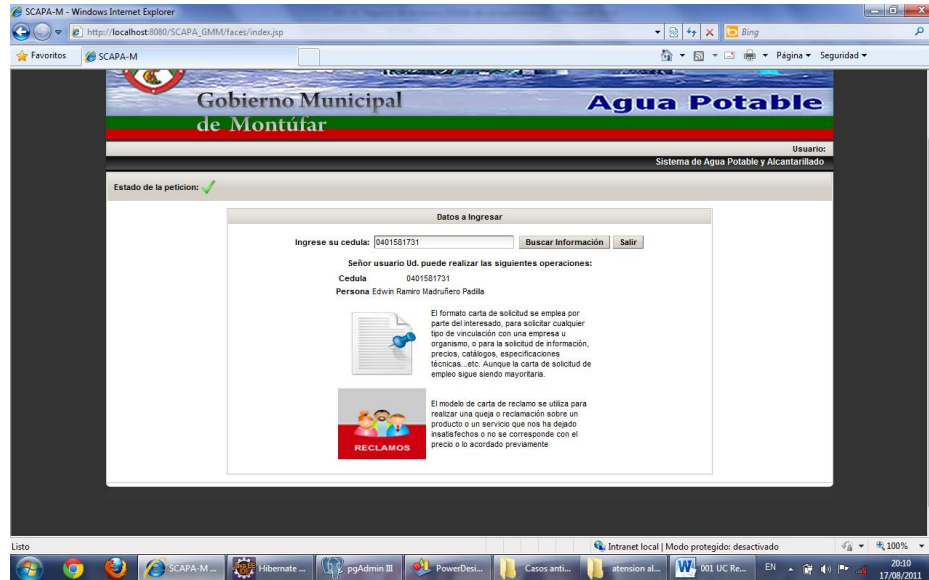 SCAPA-M - Windows Internet Explorer
http://localhost:8080/SCAPA_GMM/faces/index.jsp
Bing
Favoritos
SCAPA-M
Página
Seguridad
Gobierno Municipal
de Montúfar
Agua Potable
Usuario:
Sistema de Agua Potable y Alcantarillado
Estado de la peticion:
Datos a Ingresar
Ingrese su cedula: 0401581731 Buscar Información Salir
Señor usuario Ud. puede realizar las siguientes operaciones:
Cedula 0401581731
Persona Edwin Ramiro Madruñero Padilla
El formato carta de solicitud se emplea por
parte del interesado, para solicitar cualquier
tipo de vinculación con una empresa u
organismo, o para la solicitud de información,
precios, catálogos, especificaciones
técnicas...etc. Aunque la carta de solicitud de
empleo sigue siendo mayoritaria.
El modelo de carta de reclamo se utiliza para
realizar una queja o reclamación sobre un
producto o un servicio que nos ha dejado
insatisfechos o no se corresponde con el
precio o lo acordado previamente
RECLAMOS
Listo
Intranet local | Modo protegido: desactivado
100%
SCAPA-M ...
Hibernate ...
pgAdmin III
PowerDesi...
Casos anti...
atension al...
001 UC Re...
EN
20:10
17/08/2011